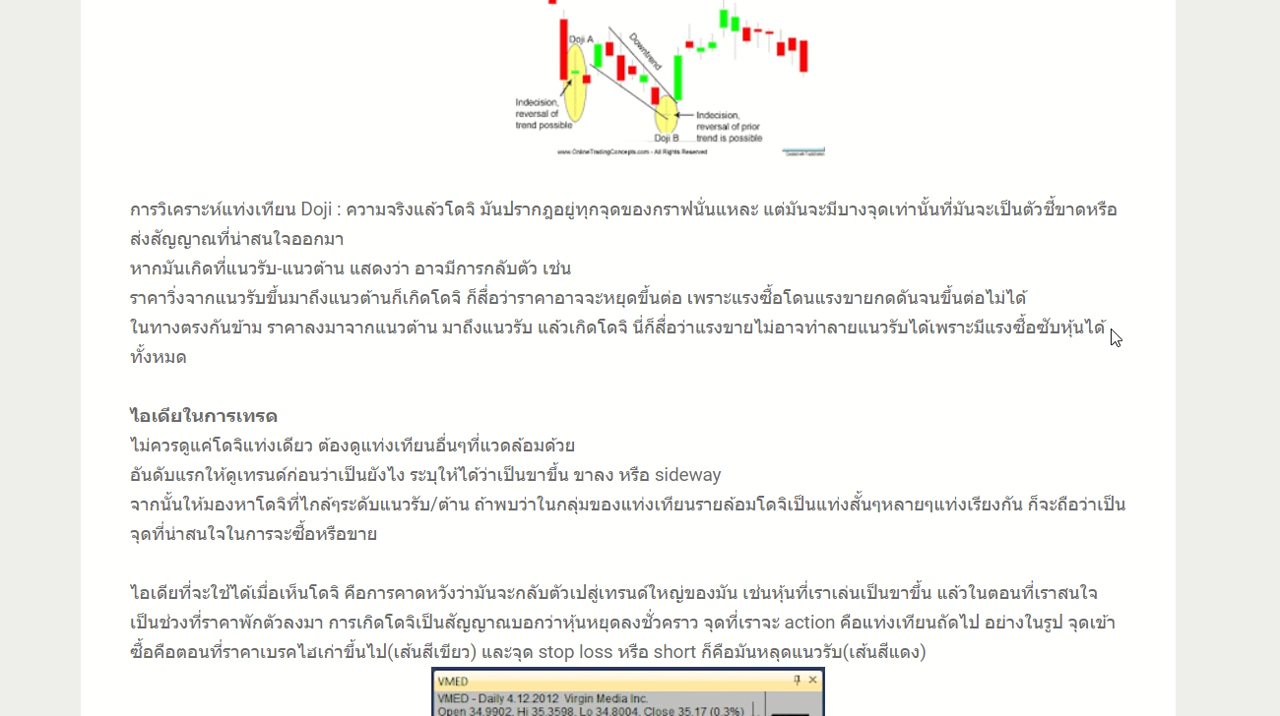 Doji A
Downtrend
Indecision,
reversal of
trend possible
Indecision,
reversal of prior
trend is possible
Doji B
www.OnlineTradingConcepts.com - All Rights Reserved
การวิเคราะห์แท่งเทียน Doji : ความจริงแล้วโดจิ มันปรากฎอยู่ทุกจุดของกราฟนั่นแหละ แต่มันจะมีบางจุดเท่านั้นที่มันจะเป็นตัวชี้ขาดหรือ
ส่งสัญญาณที่น่าสนใจออกมา
หากมันเกิดที่แนวรับ-แนวต้าน แสดงว่า อาจมีการกลับตัว เช่น
ราคาวิ่งจากแนวรับขึ้นมาถึงแนวต้านก็เกิดโดจิ ก็สื่อว่าราคาอาจจะหยุดขึ้นต่อ เพราะแรงซื้อโดนแรงขายกดดันจนขึ้นต่อไม่ได้
ในทางตรงกันข้าม ราคาลงมาจากแนวต้าน มาถึงแนวรับ แล้วเกิดโดจิ นี่ก็สื่อว่าแรงขายไม่อาจทำลายแนวรับได้เพราะมีแรงซื้อซับหุ้นได้
ทั้งหมด
ไอเดียในการเทรด
ไม่ควรดูแค่โดจิแท่งเดียว ต้องดูแท่งเทียนอื่นๆที่แวดล้อมด้วย
อันดับแรกให้ดูเทรนด์ก่อนว่าเป็นยังไง ระบุให้ได้ว่าเป็นขาขึ้น ขาลง หรือ sideway
จากนั้นให้มองหาโดจิที่ไกล้ๆระดับแนวรับ/ต้าน ถ้าพบว่าในกลุ่มของแท่งเทียนรายล้อมโดจิเป็นแท่งสั้นๆหลายๆแท่งเรียงกัน ก็จะถือว่าเป็น
จุดที่น่าสนใจในการจะซื้อหรือขาย
ไอเดียที่จะใช้ได้เมื่อเห็นโดจิ คือการคาดหวังว่ามันจะกลับตัวเปสู่เทรนด์ใหญ่ของมัน เช่นหุ้นที่เราเล่นเป็นขาขึ้น แล้วในตอนที่เราสนใจ
เป็นช่วงที่ราคาพักตัวลงมา การเกิดโดจิเป็นสัญญาณบอกว่าหุ้นหยุดลงชั่วคราว จุดที่เราจะ action คือแท่งเทียนถัดไป อย่างในรูป จุดเข้า
ซื้อคือตอนที่ราคาเบรคไฮเก่าขึ้นไป(เส้นสีเขียว) และจุด stop loss หรือ short ก็คือมันหลุดแนวรับ(เส้นสีแดง)
VMED
VMED - Daily 4.12.2012 Virgin Media Inc.
Open 34.9902, Hi 35.3598, Lo 34.8004, Close 35.17 (0.3%)